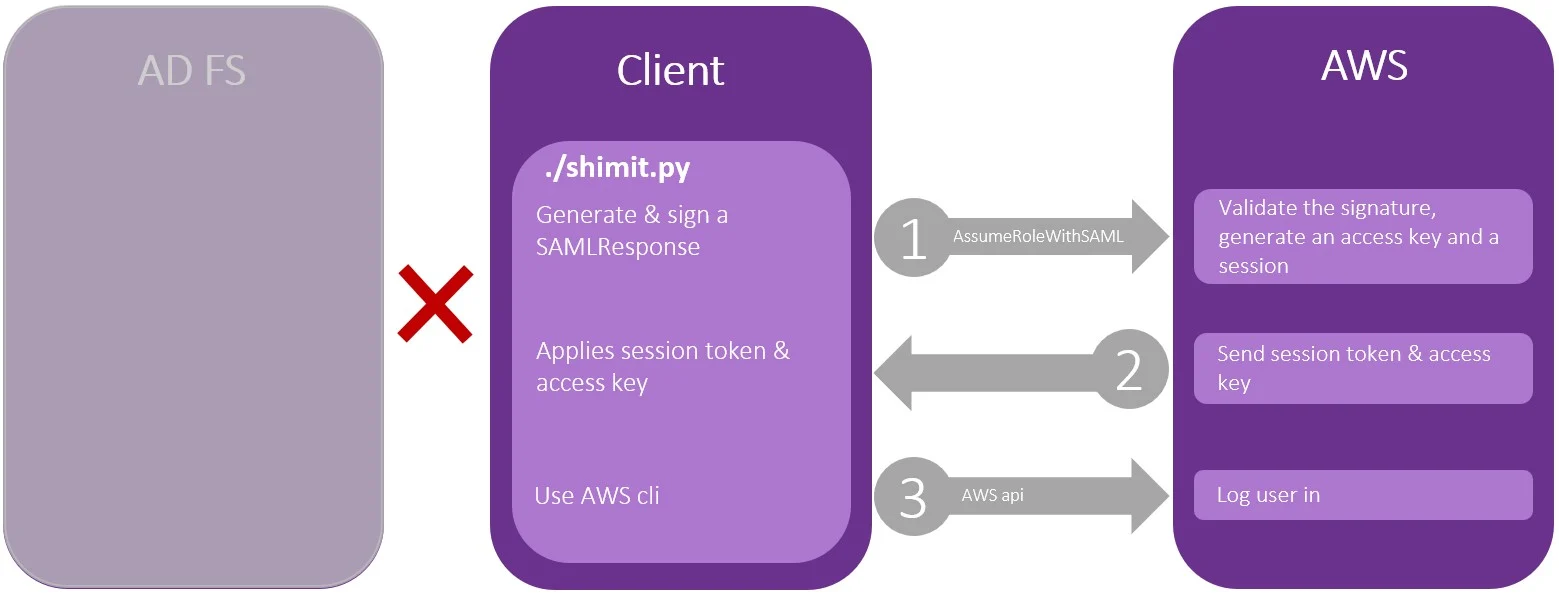 AD FS
Client
./shimit.py
Generate & sign a
SAMLResponse
Applies session token &
access key
Use AWS cli
1
AssumeRoleWithSAML
2
3
AWS api
AWS
Validate the signature,
generate an access key and a
session
Send session token & access
key
Log user in